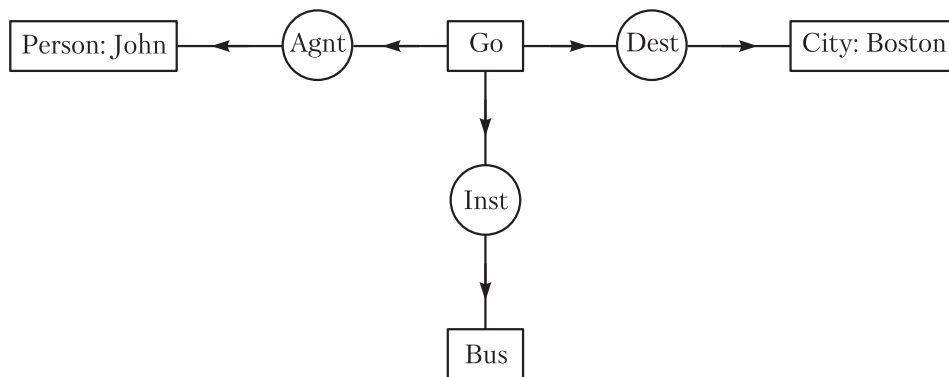 Person: John
Agnt
Go
Dest
City: Boston
Inst
Bus